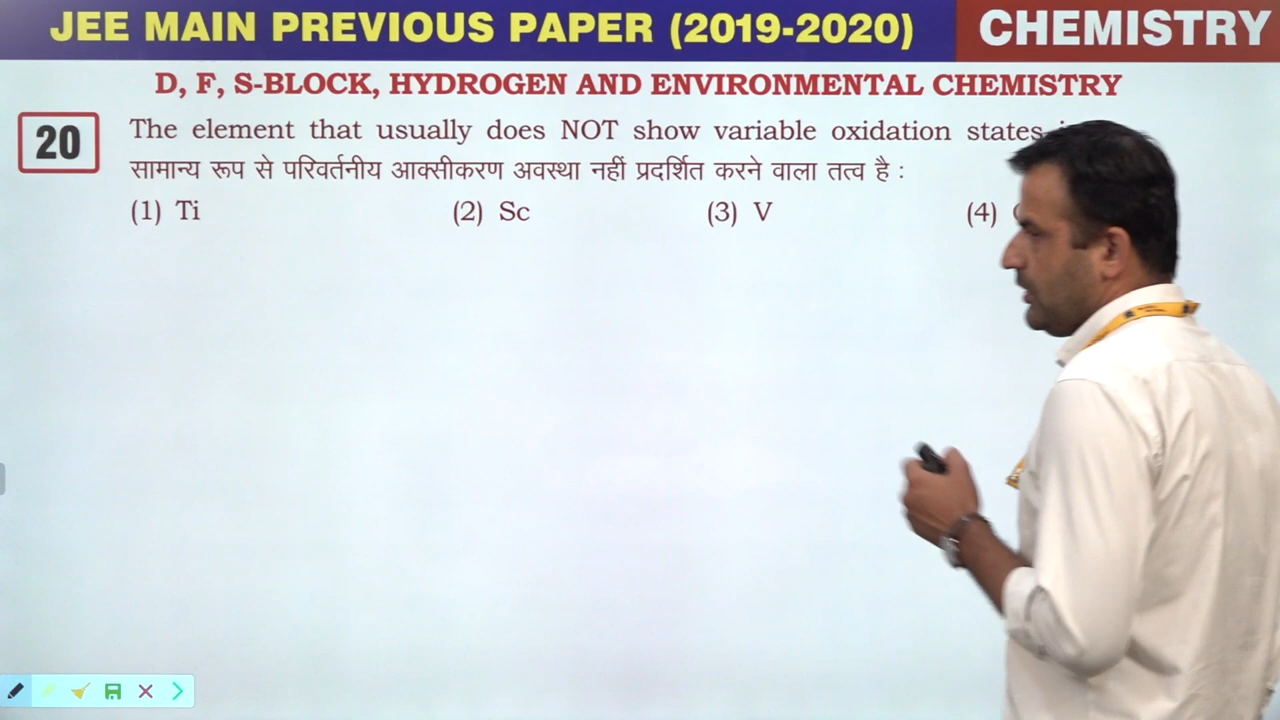 JEE MAIN PREVIOUS PAPER (2019-2020) CHEMISTRY
D, F, S-BLOCK, HYDROGEN AND ENVIRONMENTAL CHEMISTRY
20 The element that usually does NOT show variable oxidation states
सामान्य रूप से परिवर्तनीय आक्सीकरण अवस्था नहीं प्रदर्शित करने वाला तत्व है :
(1) Ti (2) Sc (3) V (4)